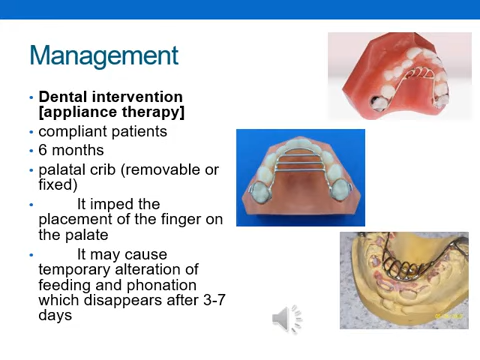 Management
• Dental intervention
[appliance therapy]
• compliant patients
• 6 months
• palatal crib (removable or
fixed)
• It imped the
placement of the finger on
the palate
• It may cause
temporary alteration of
feeding and phonation
which disappears after 3-7
days